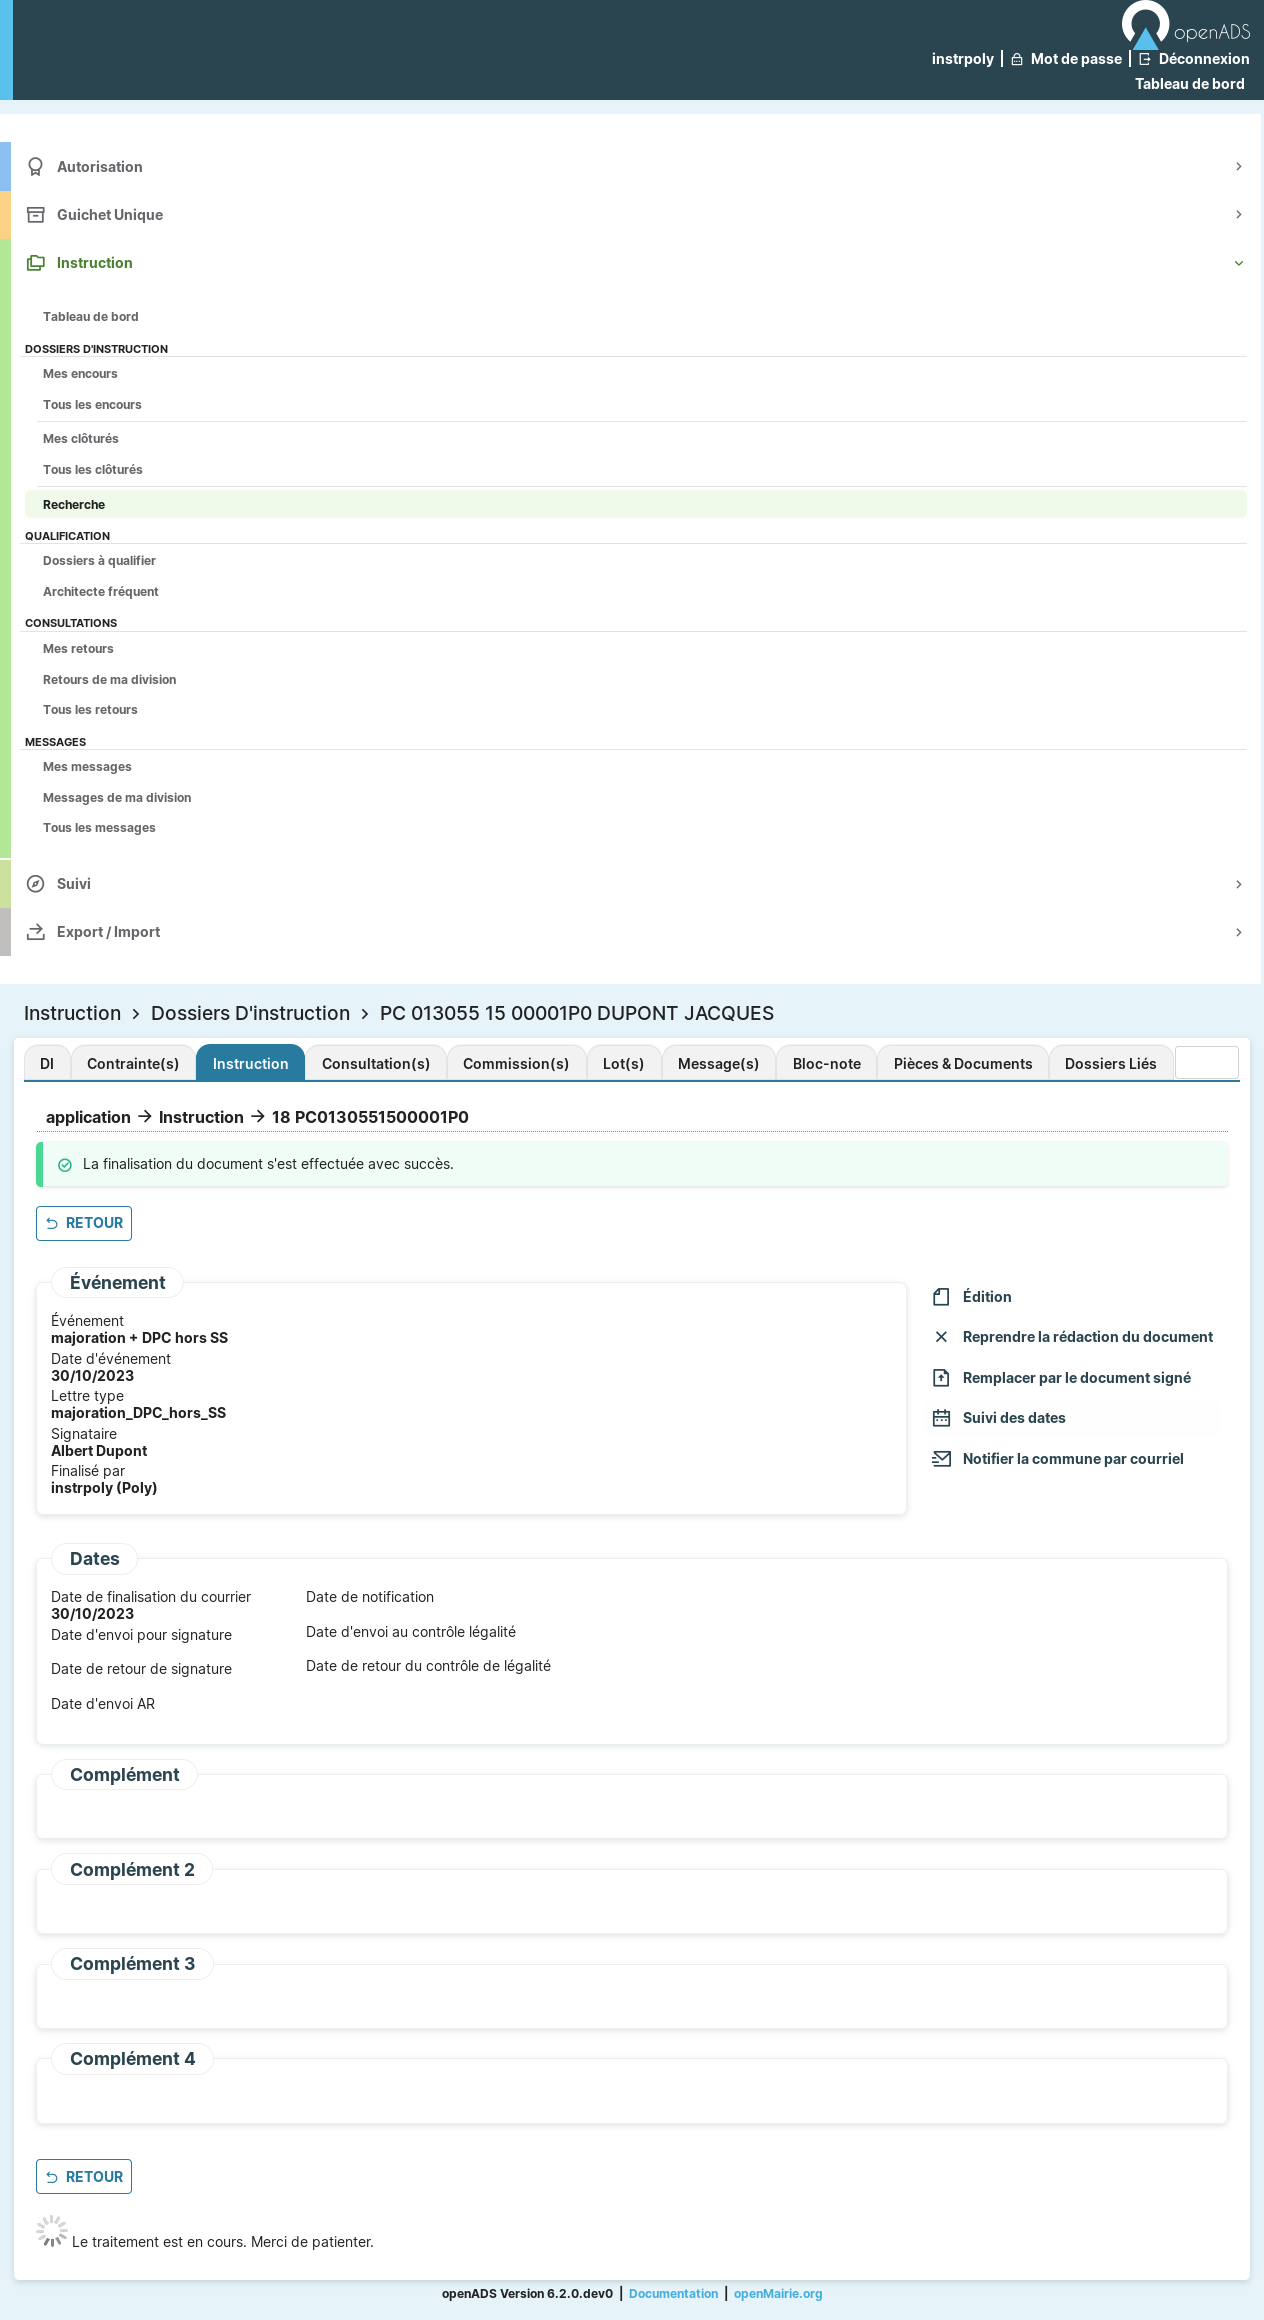 openADS
instrpoly | Mot de passe | Déconnexion
Tableau de bord
Autorisation
Guichet Unique
Instruction
Tableau de bord
DOSSIERS D'INSTRUCTION
Mes encours
Tous les encours
Mes clôturés
Tous les clôturés
Recherche
QUALIFICATION
Dossiers à qualifier
Architecte fréquent
CONSULTATIONS
Mes retours
Retours de ma division
Tous les retours
MESSAGES
Mes messages
Messages de ma division
Tous les messages
Suivi
Export / Import
Instruction > Dossiers D'instruction > PC 013055 15 00001P0 DUPONT JACQUES
DI Contrainte(s) Instruction Consultation(s) Commission(s) Lot(s) Message(s) Bloc-note Pièces & Documents Dossiers Liés
application → Instruction → 18 PC0130551500001P0
La finalisation du document s'est effectuée avec succès.
RETOUR
Événement
Événement
majoration + DPC hors SS
Date d'événement
30/10/2023
Lettre type
majoration_DPC_hors_SS
Signataire
Albert Dupont
Finalisé par
instrpoly (Poly)
Édition
Reprendre la rédaction du document
Remplacer par le document signé
Suivi des dates
Notifier la commune par courriel
Dates
Date de finalisation du courrier
30/10/2023
Date d'envoi pour signature
Date de retour de signature
Date d'envoi AR
Date de notification
Date d'envoi au contrôle légalité
Date de retour du contrôle de légalité
Complément
Complément 2
Complément 3
Complément 4
RETOUR
Le traitement est en cours. Merci de patienter.
openADS Version 6.2.0.dev0 | Documentation | openMairie.org